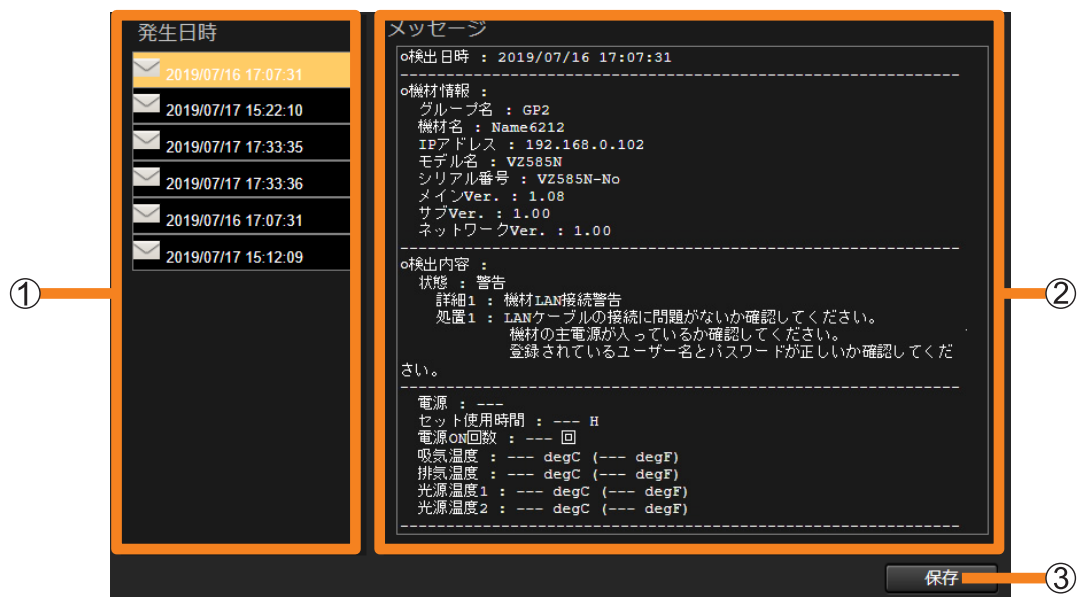 発生日時
2019/07/16 17:07:31
2019/07/17 15:22:10
2019/07/17 17:33:35
2019/07/17 17:33:36
2019/07/16 17:07:31
2019/07/17 15:12:09
①
メッセージ
o検出日時 : 2019/07/16 17:07:31
--------------------------------------------------------------
o機材情報 :
グループ名 : GP2
機材名 : Name6212
IPアドレス : 192.168.0.102
モデル名 : VZ585N
シリアル番号 : VZ585N-No
メインVer. : 1.08
サブVer. : 1.00
ネットワークVer. : 1.00
--------------------------------------------------------------
o検出内容 :
状態 : 警告
詳細1 : 機材LAN接続警告
処置1 : LANケーブルの接続に問題がないか確認してください。
機材の主電源が入っているか確認してください。
登録されているユーザー名とパスワードが正しいか確認してくだ
さい。
--------------------------------------------------------------
電源 : ---
セット使用時間 : --- H
電源ON回数 : --- 回
吸気温度 : --- degC (--- degF)
排気温度 : --- degC (--- degF)
光源温度1 : --- degC (--- degF)
光源温度2 : --- degC (--- degF)
--------------------------------------------------------------
②
保存
③